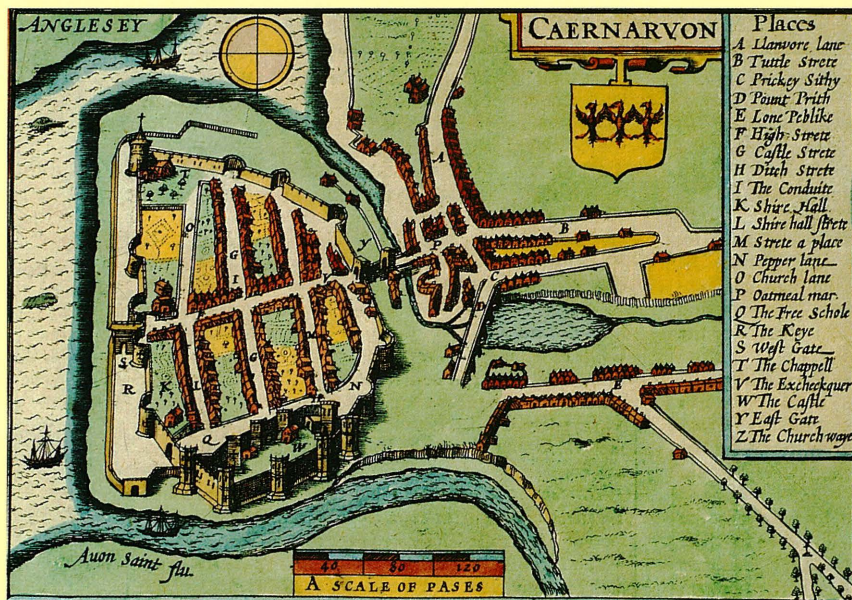 ANGLESEY
CAERNARVON
Places
A Llanvore lane
B Tuttle Strete
C Prickey Sithy
D Pount Prith
E Lone Peblike
F High Strete
G Castle Strete
H Ditch Strete
I The Conduite
K Shire Hall
L Shire hall strete
M Strete a place
N Pepper lane
O Church lane
P Oatmeal mar.
Q The Free Schole
R The Keye
S West Gate
T The Chappell
V The Excheckquer
W The Castle
Y East Gate
Z The Church waye
A
B
C
P
D
Y
T
O
G
I
V
S
R
K
L
G
N
Q
W
E
Avon Saint flu.
40 80 120
A SCALE OF PASES